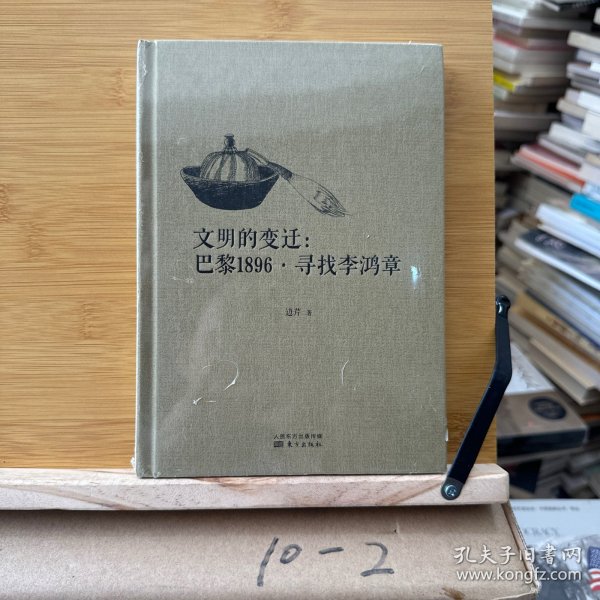 文明的变迁：
巴黎1896·寻找李鸿章
边芹 著
人民东方出版传媒
东方出版社
10-2
孔夫子旧书网
www.kongfz.com